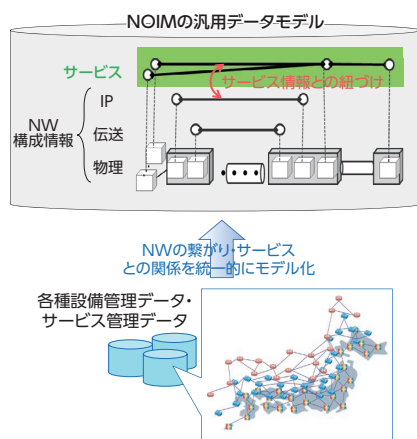 NOIMの汎用データモデル
サービス
サービス情報との紐づけ
IP
NW
構成情報
伝送
物理
NWの繋がり・サービス
との関係を統一的にモデル化
各種設備管理データ・
サービス管理データ